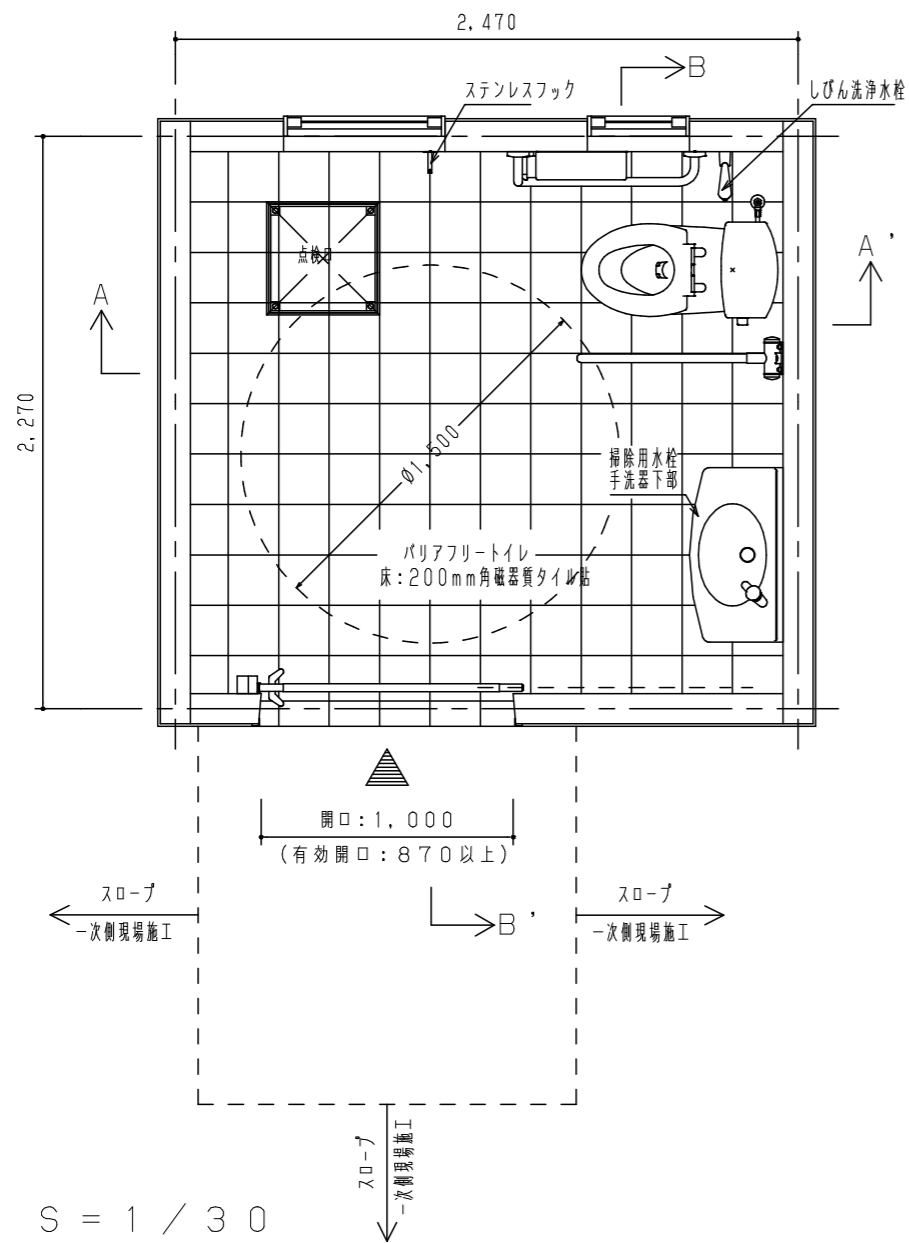 2,470
B
ステンレスフック
しびん洗浄水栓
A'
点検口
A
2,270
ø1,500
掃除用水栓
手洗器下部
バリアフリートイレ
床:200mm角磁器質タイル貼
開口:1,000
(有効開口:870以上)
スロープ
一次側現場施工
スロープ
一次側現場施工
B'
スロープ
一次側現場施工
S=1/30